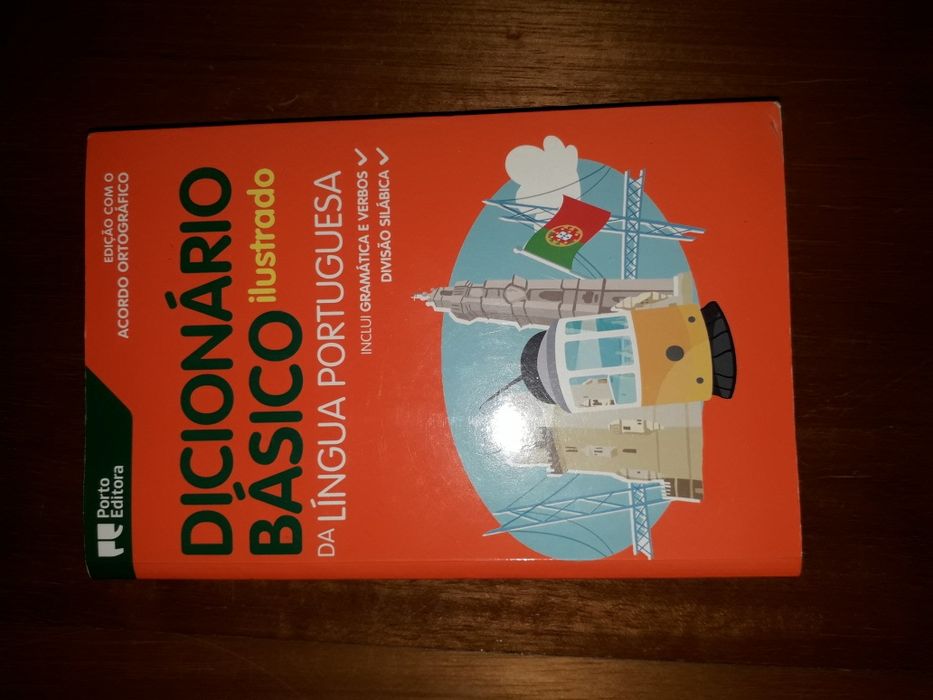 Porto
Editora
EDIÇÃO COM O
ACORDO ORTOGRÁFICO
DICIONÁRIO
BÁSICO ilustrado
DA LÍNGUA PORTUGUESA
INCLUI GRAMÁTICA E VERBOS
DIVISÃO SILÁBICA